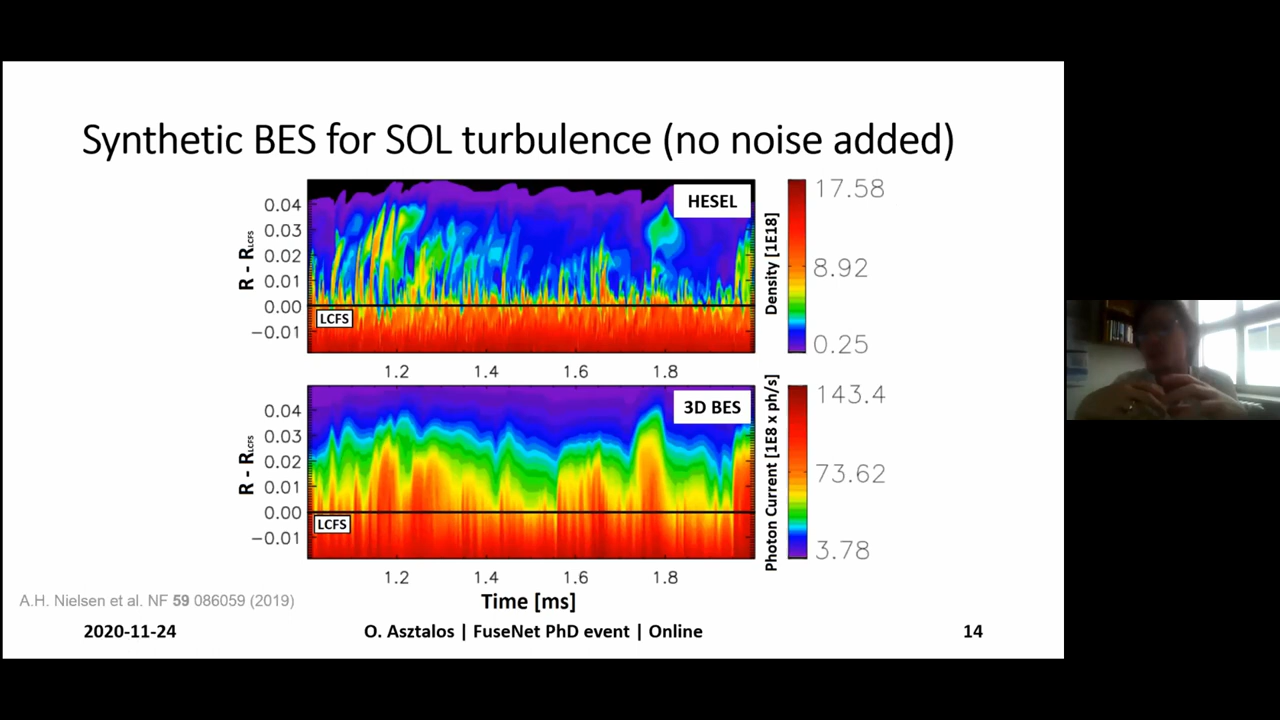 Synthetic BES for SOL turbulence (no noise added)
HESEL
0.04
0.03
0.02
0.01
0.00
−0.01
R - RLCFS
LCFS
1.2 1.4 1.6 1.8
Density [1E18]
17.58
8.92
0.25
3D BES
0.04
0.03
0.02
0.01
0.00
−0.01
R - RLCFS
LCFS
1.2 1.4 1.6 1.8
Time [ms]
Photon Current [1E8 x ph/s]
143.4
73.62
3.78
A.H. Nielsen et al. NF 59 086059 (2019)
2020-11-24 O. Asztalos | FuseNet PhD event | Online 14